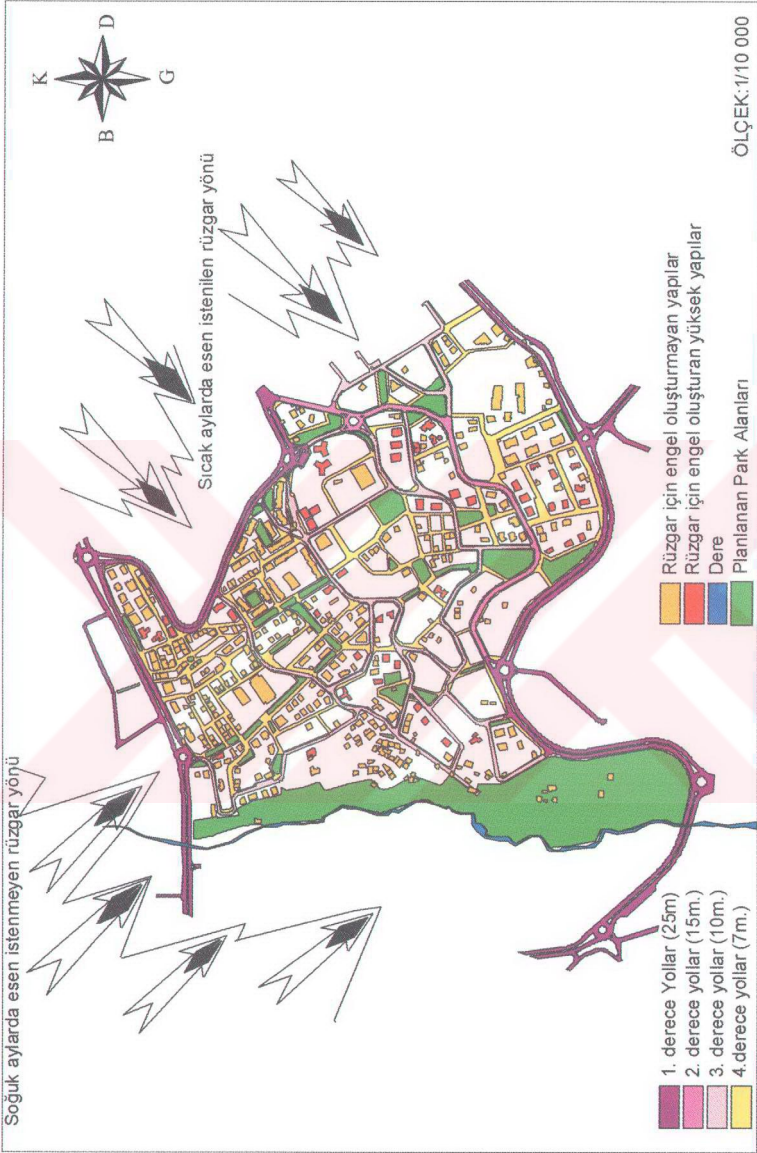 Soğuk aylarda esen istenmeyen rüzgar yönü
K
B
D
G
Sıcak aylarda esen istenilen rüzgar yönü
1. derece Yollar (25m)
2. derece yollar (15m.)
3. derece yollar (10m.)
4.derece yollar (7m.)
Rüzgar için engel oluşturmayan yapılar
Rüzgar için engel oluşturan yüksek yapılar
Dere
Planlanan Park Alanları
ÖLÇEK:1/10 000